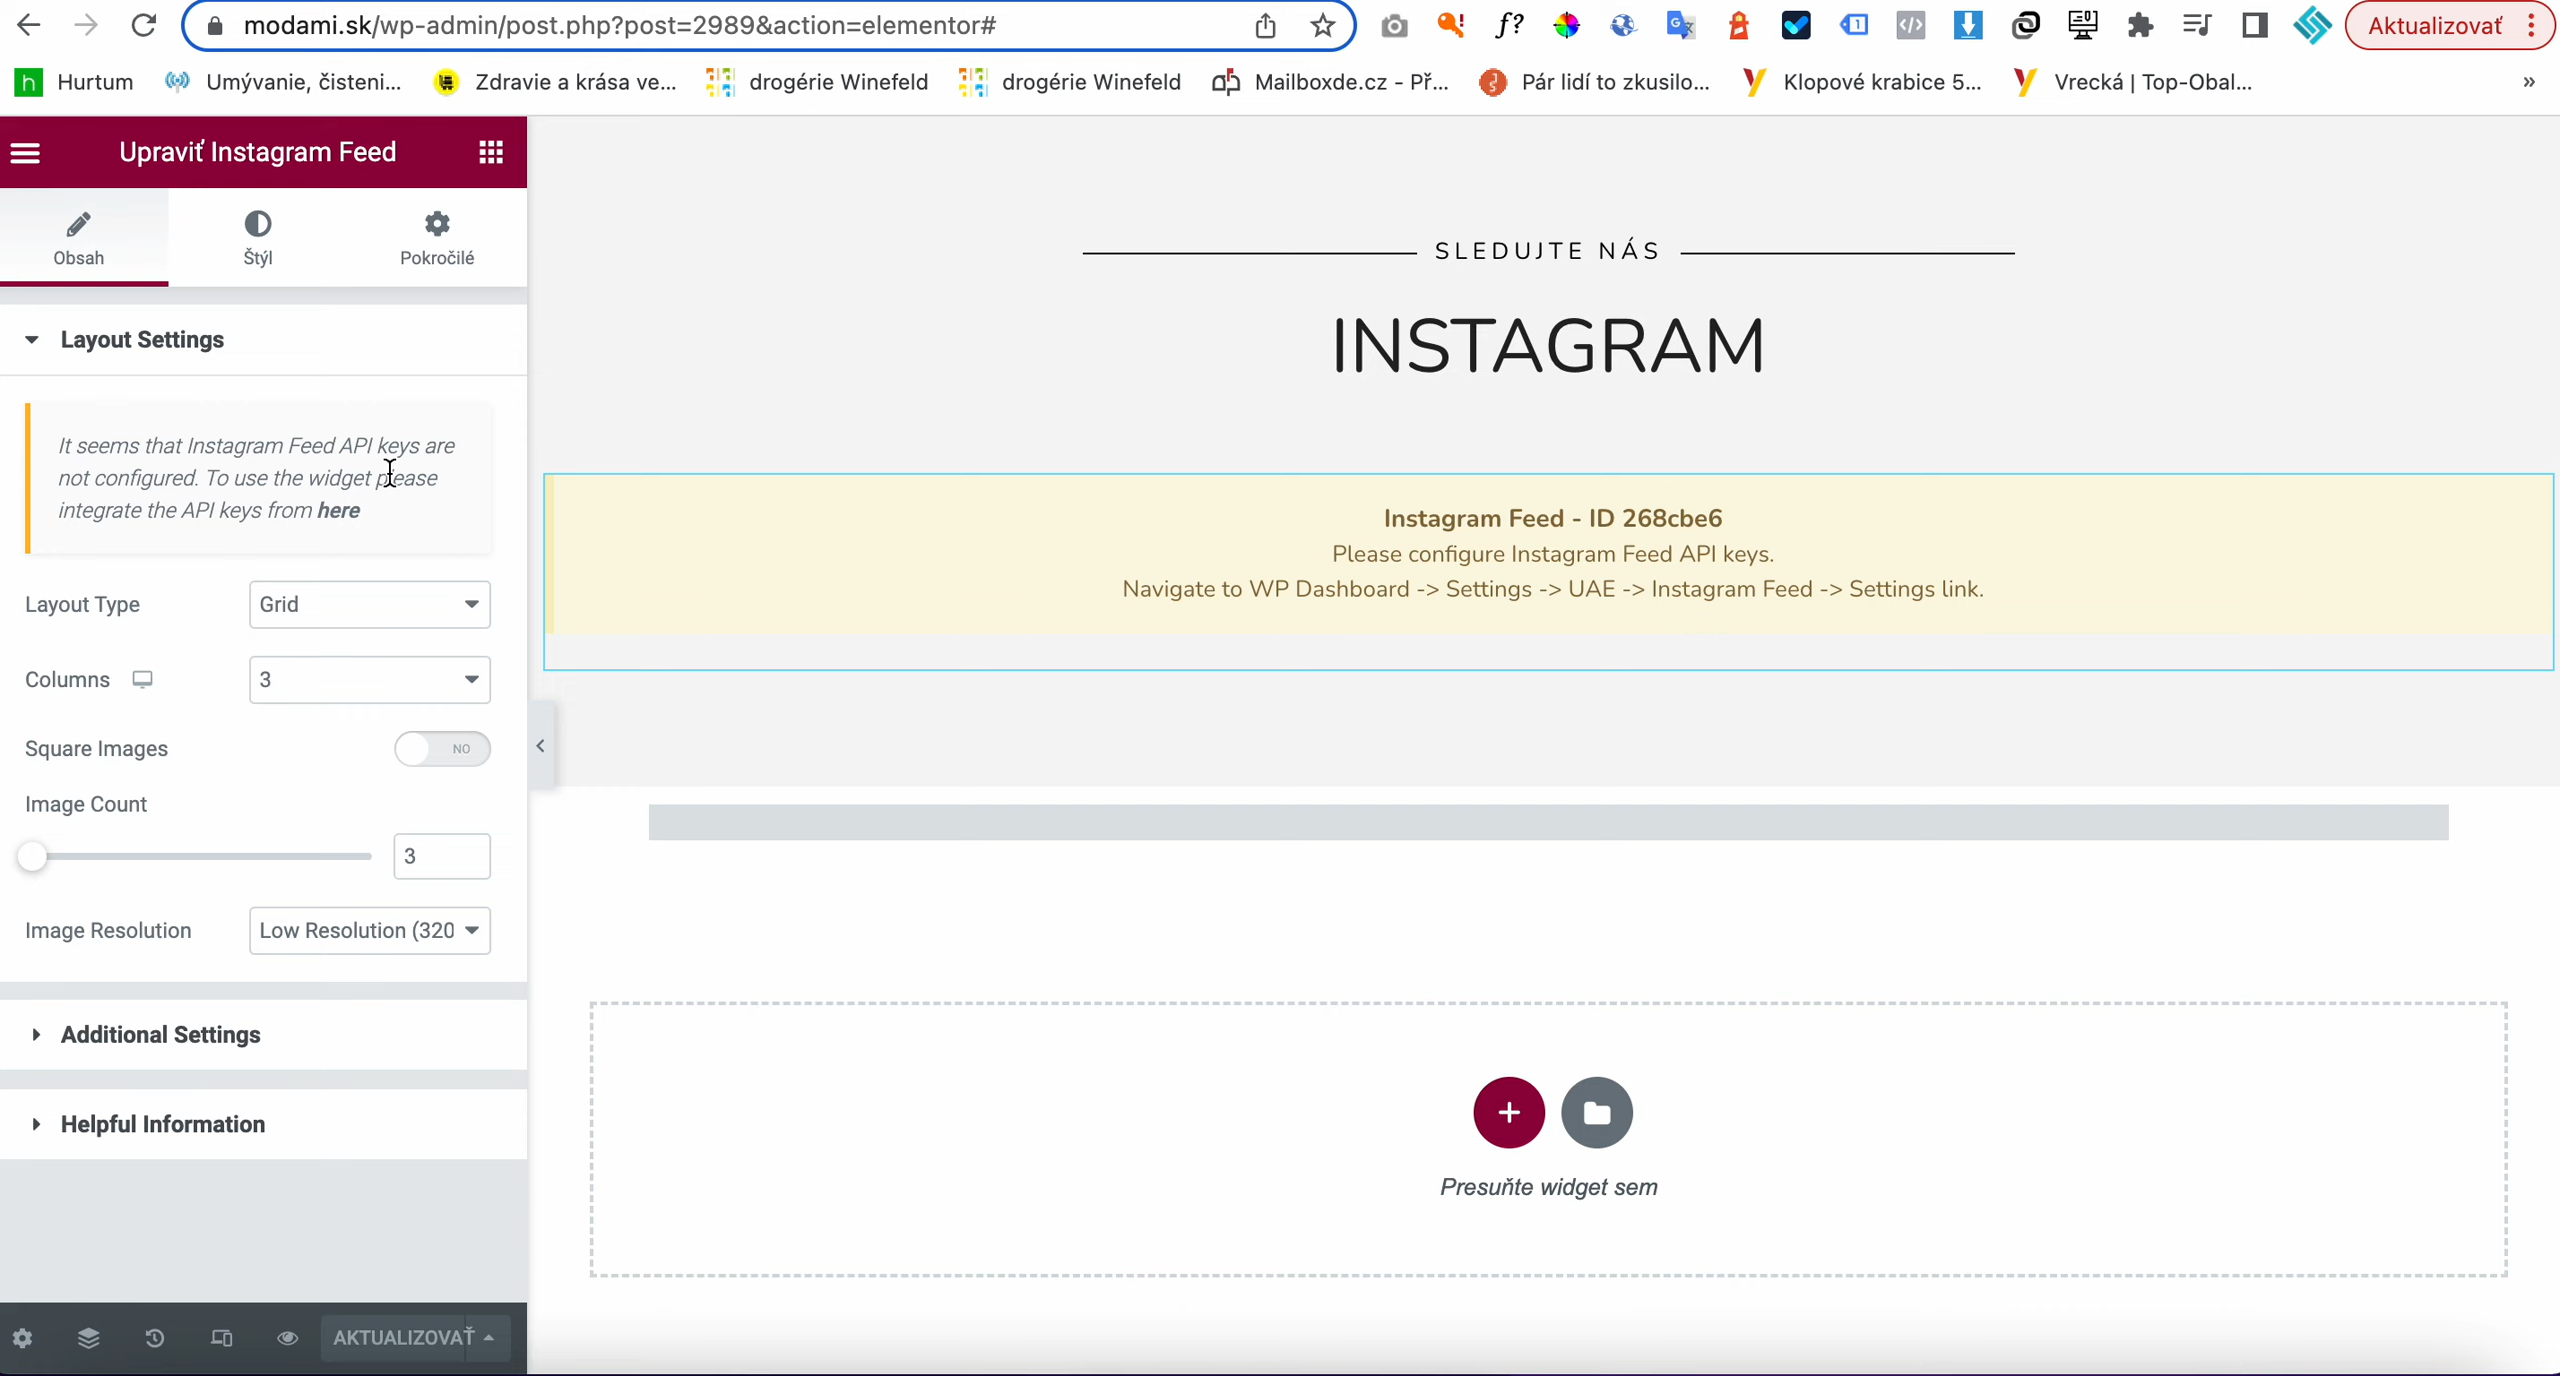 modami.sk/wp-admin/post.php?post=2989&action=elementor#
Aktualizovať
Hurtum
Umývanie, čisteni...
Zdravie a krása ve...
drogérie Winefeld
drogérie Winefeld
Mailboxde.cz - Př...
Pár lidí to zkusilo...
Klopové krabice 5...
Vrecká | Top-Obal...
»
Upraviť Instagram Feed
Obsah
Štýl
Pokročilé
Layout Settings
It seems that Instagram Feed API keys are
not configured. To use the widget please
integrate the API keys from here
Layout Type
Grid
Columns
3
Square Images
NO
Image Count
3
Image Resolution
Low Resolution (320
Additional Settings
Helpful Information
AKTUALIZOVAŤ
SLEDUJTE NÁS
INSTAGRAM
Instagram Feed - ID 268cbe6
Please configure Instagram Feed API keys.
Navigate to WP Dashboard -> Settings -> UAE -> Instagram Feed -> Settings link.
Presuňte widget sem